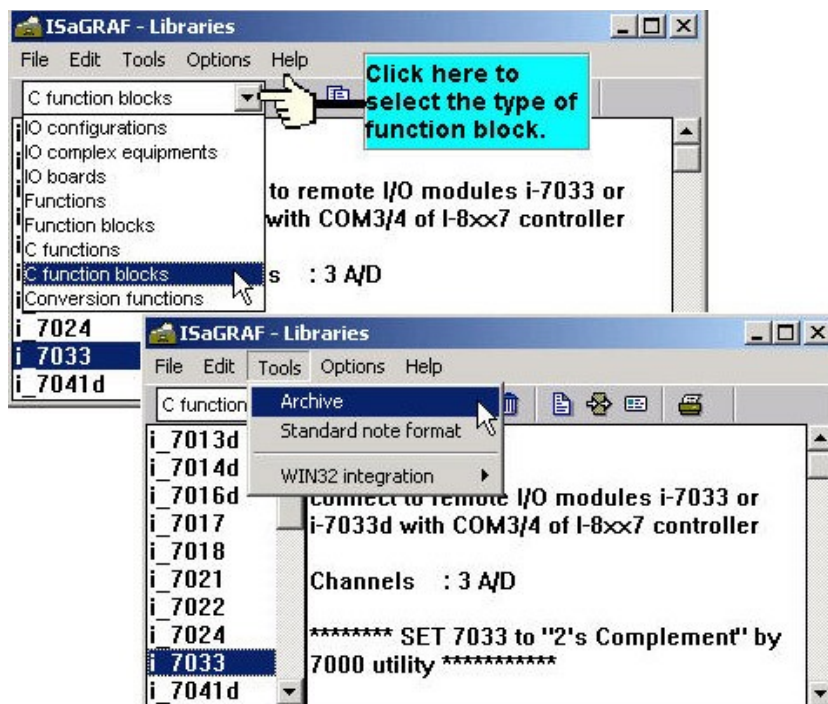 ISaGRAF - Libraries
File Edit Tools Options Help
C function blocks
Click here to
select the type of
function block.
IO configurations
IO complex equipments
IO boards
Functions
Function blocks
C functions
C function blocks
Conversion functions
to remote I/O modules i-7033 or
with COM3/4 of I-8xx7 controller
s : 3 A/D
i_7024
i_7033
i_7041d
ISaGRAF - Libraries
File Edit Tools Options Help
C function
Archive
Standard note format
WIN32 integration
i_7013d
i_7014d
i_7016d
i_7017
i_7018
i_7021
i_7022
i_7024
i_7033
i_7041d
connect to remote I/O modules i-7033 or
i-7033d with COM3/4 of I-8xx7 controller
Channels : 3 A/D
******** SET 7033 to "2's Complement" by
7000 utility ***********